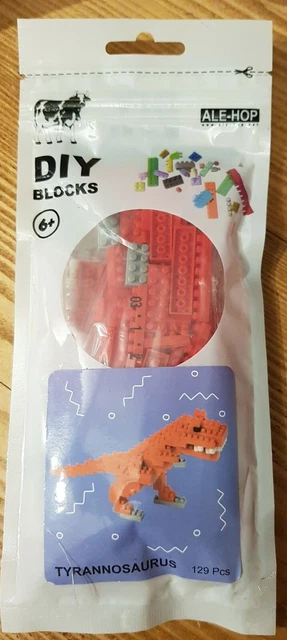 ALE-HOP
DIY
BLOCKS
6+
TYRANNOSAURUS 129 Pcs